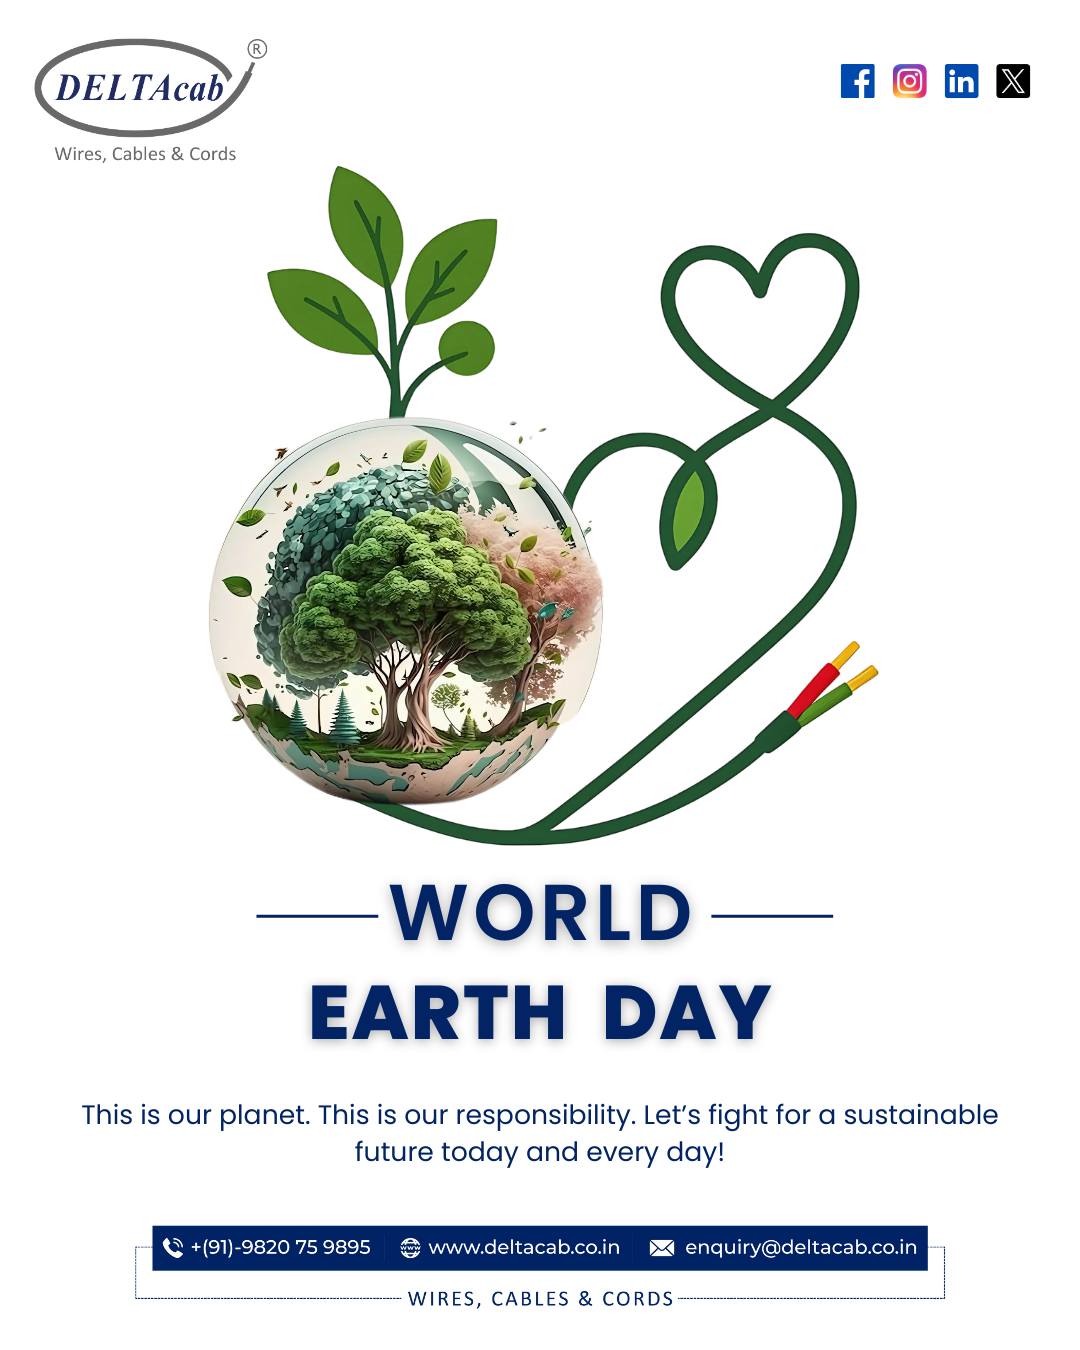 DELTAcab ®
Wires, Cables & Cords
WORLD
EARTH DAY
This is our planet. This is our responsibility. Let’s fight for a sustainable
future today and every day!
+(91)-9820 75 9895 www.deltacab.co.in enquiry@deltacab.co.in
WIRES, CABLES & CORDS